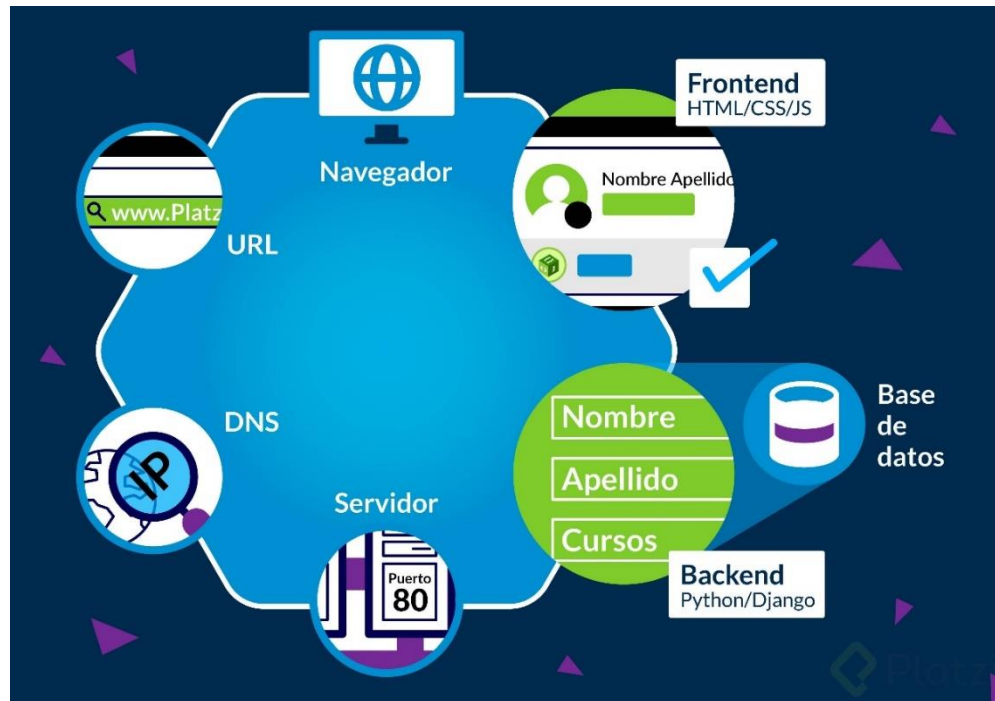 Navegador
Frontend
HTML/CSS/JS
Nombre Apellido
www.Platz
URL
DNS
IP
Servidor
Puerto
80
Nombre
Apellido
Cursos
Base
de
datos
Backend
Python/Django
Platz